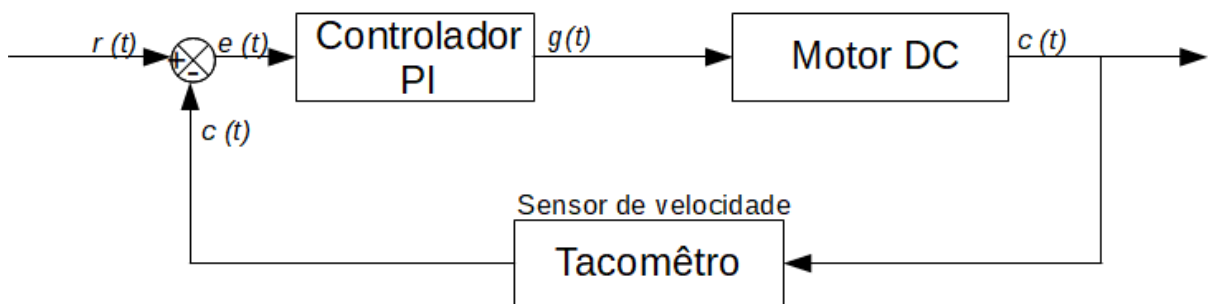 r (t)
+
-
e (t)
Controlador
PI
g(t)
Motor DC
c (t)
c (t)
Sensor de velocidade
Tacomêtro